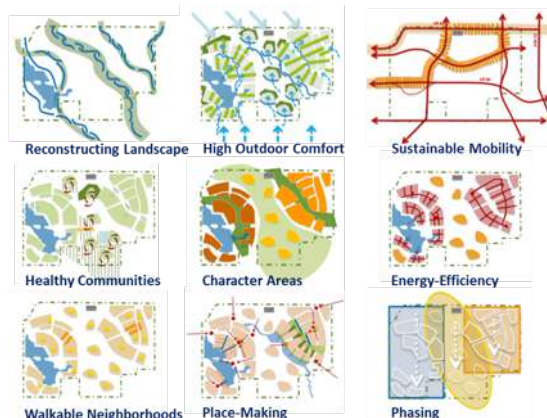 Reconstructing Landscape
High Outdoor Comfort
Sustainable Mobility
Healthy Communities
Character Areas
Energy-Efficiency
Walkable Neighborhoods
Place-Making
Phasing